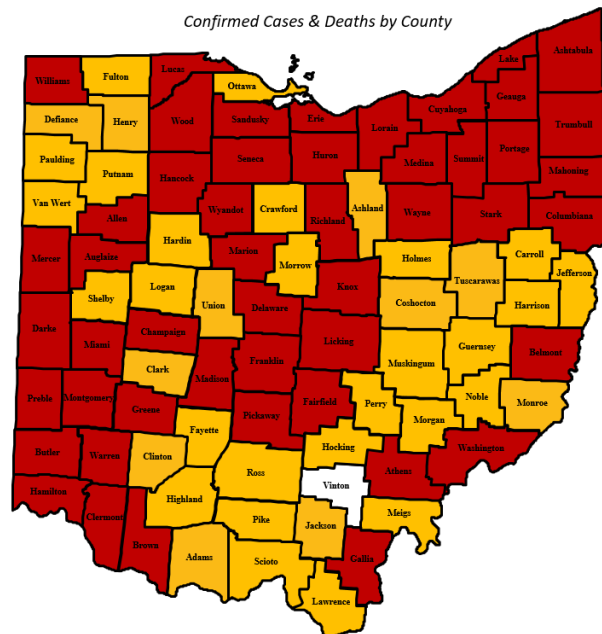 Confirmed Cases & Deaths by County
Ashtabula
Lake
Lucas
Williams
Fulton
Ottawa
Geauga
Cuyahoga
Defiance
Henry
Wood
Sandusky
Erie
Lorain
Trumbull
Portage
Medina
Summit
Paulding
Putnam
Hancock
Seneca
Huron
Mahoning
Van Wert
Allen
Wyandot
Crawford
Richland
Ashland
Wayne
Stark
Columbiana
Hardin
Marion
Morrow
Holmes
Carroll
Mercer
Auglaize
Tuscarawas
Jefferson
Logan
Union
Knox
Coshocton
Harrison
Shelby
Delaware
Darke
Miami
Champaign
Licking
Guernsey
Belmont
Clark
Madison
Franklin
Muskingum
Preble
Montgomery
Greene
Pickaway
Fairfield
Perry
Noble
Monroe
Morgan
Fayette
Butler
Warren
Clinton
Hocking
Washington
Ross
Athens
Hamilton
Vinton
Highland
Clermont
Brown
Pike
Jackson
Meigs
Adams
Scioto
Gallia
Lawrence